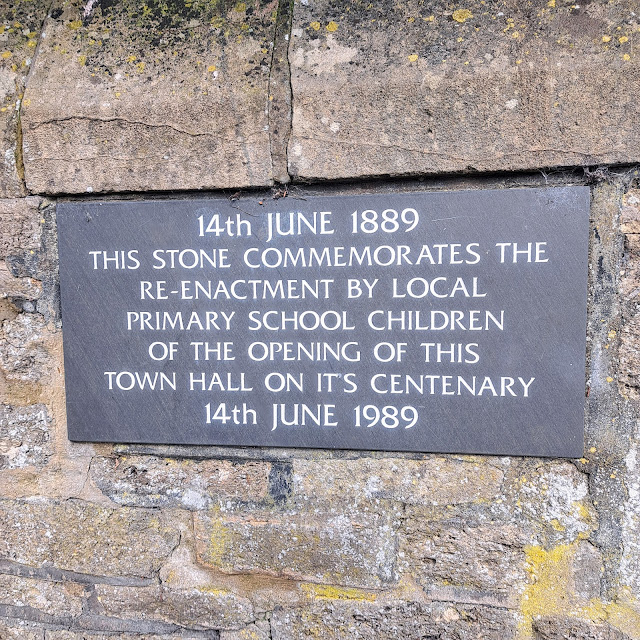 14th JUNE 1889
THIS STONE COMMEMORATES THE
RE-ENACTMENT BY LOCAL
PRIMARY SCHOOL CHILDREN
OF THE OPENING OF THIS
TOWN HALL ON IT'S CENTENARY
14th JUNE 1989